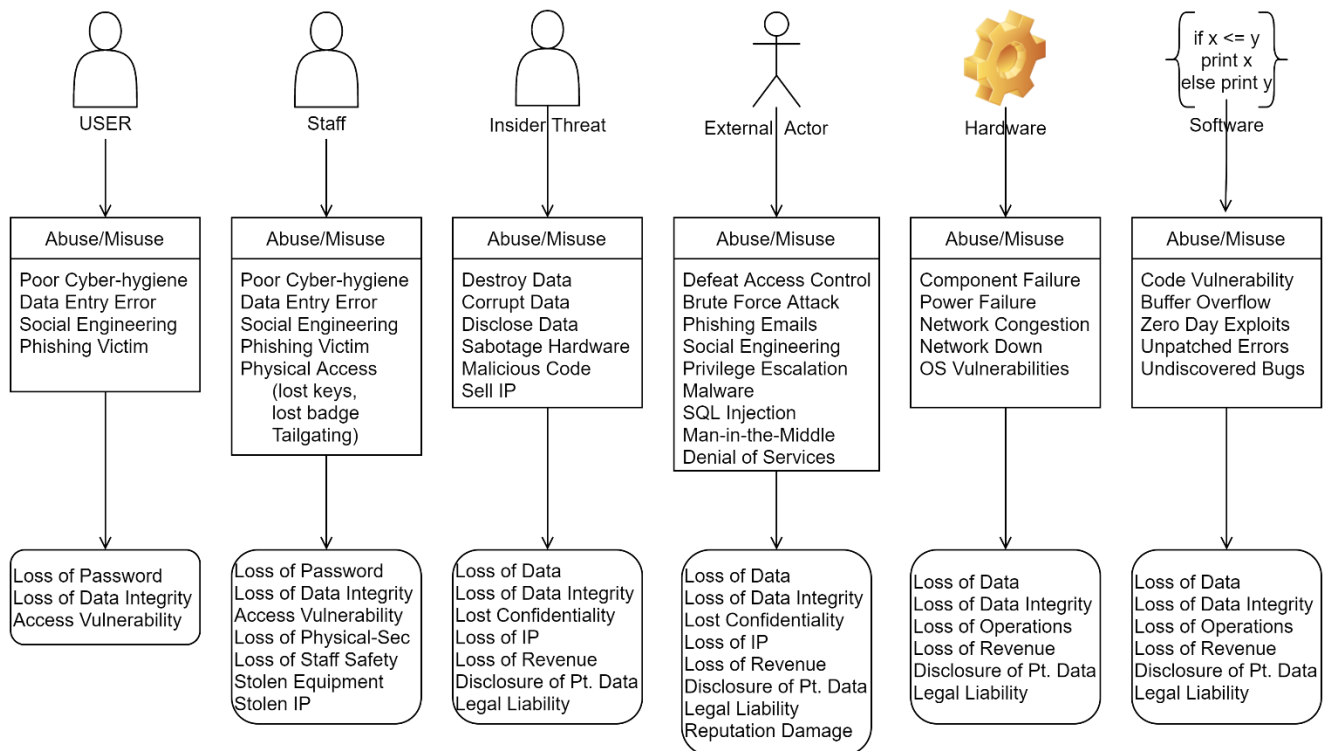 if x <= y
print x
else print y
USER
Staff
Insider Threat
External Actor
Hardware
Software
Abuse/Misuse
Poor Cyber-hygiene
Data Entry Error
Social Engineering
Phishing Victim
Abuse/Misuse
Poor Cyber-hygiene
Data Entry Error
Social Engineering
Phishing Victim
Physical Access
(lost keys,
lost badge
Tailgating)
Abuse/Misuse
Destroy Data
Corrupt Data
Disclose Data
Sabotage Hardware
Malicious Code
Sell IP
Abuse/Misuse
Defeat Access Control
Brute Force Attack
Phishing Emails
Social Engineering
Privilege Escalation
Malware
SQL Injection
Man-in-the-Middle
Denial of Services
Abuse/Misuse
Component Failure
Power Failure
Network Congestion
Network Down
OS Vulnerabilities
Abuse/Misuse
Code Vulnerability
Buffer Overflow
Zero Day Exploits
Unpatched Errors
Undiscovered Bugs
Loss of Password
Loss of Data Integrity
Access Vulnerability
Loss of Password
Loss of Data Integrity
Access Vulnerability
Loss of Physical-Sec
Loss of Staff Safety
Stolen Equipment
Stolen IP
Loss of Data
Loss of Data Integrity
Lost Confidentiality
Loss of IP
Loss of Revenue
Disclosure of Pt. Data
Legal Liability
Loss of Data
Loss of Data Integrity
Lost Confidentiality
Loss of IP
Loss of Revenue
Disclosure of Pt. Data
Legal Liability
Reputation Damage
Loss of Data
Loss of Data Integrity
Loss of Operations
Loss of Revenue
Disclosure of Pt. Data
Legal Liability
Loss of Data
Loss of Data Integrity
Loss of Operations
Loss of Revenue
Disclosure of Pt. Data
Legal Liability